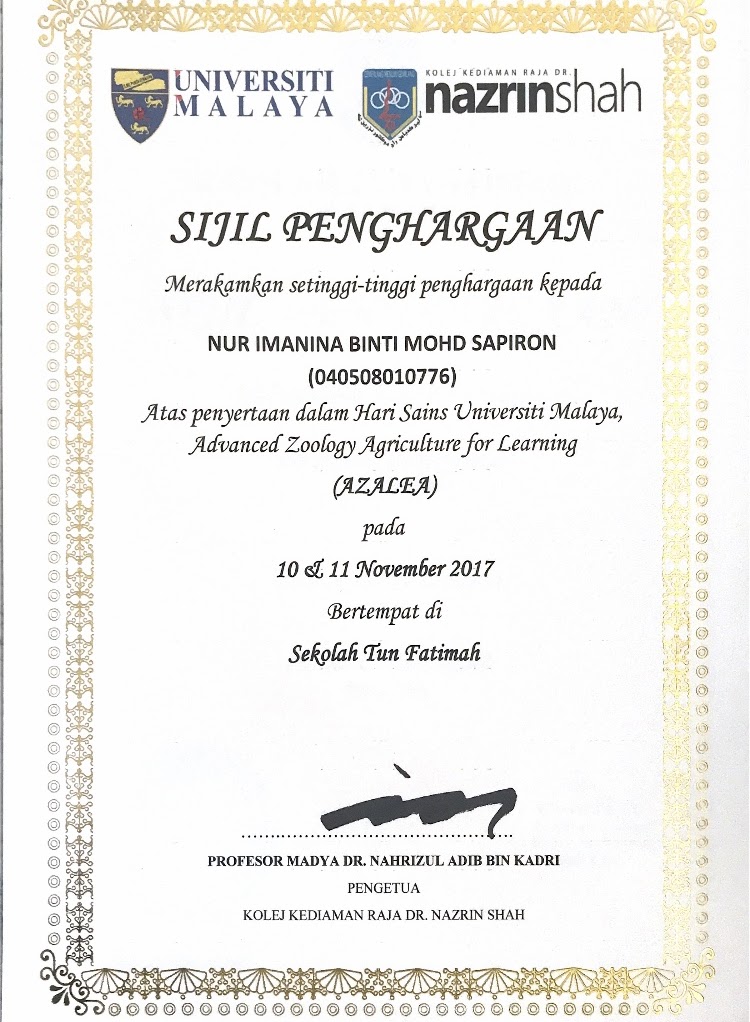 UNIVERSITI
MALAYA
KOLEJ KEDIAMAN RAJA DR.
nazrinshah
SIJIL PENGHARGAAN
Merakamkan setinggi-tinggi penghargaan kepada
NUR IMANINA BINTI MOHD SAPIRON
(040508010776)
Atas penyertaan dalam Hari Sains Universiti Malaya,
Advanced Zoology Agriculture for Learning
(AZALEA)
pada
10 & 11 November 2017
Bertempat di
Sekolah Tun Fatimah
PROFESOR MADYA DR. NAHRIZUL ADIB BIN KADRI
PENGETUA
KOLEJ KEDIAMAN RAJA DR. NAZRIN SHAH